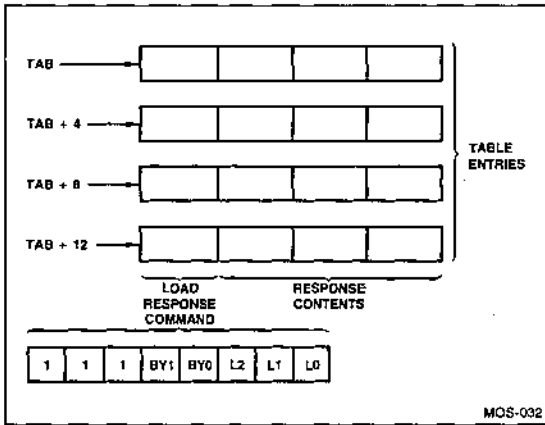 TAB
TAB + 4
TAB + 8
TAB + 12
TABLE
ENTRIES
LOAD
RESPONSE
COMMAND
RESPONSE
CONTENTS
1 1 1 BY1 BY0 L2 L1 L0
MOS-032